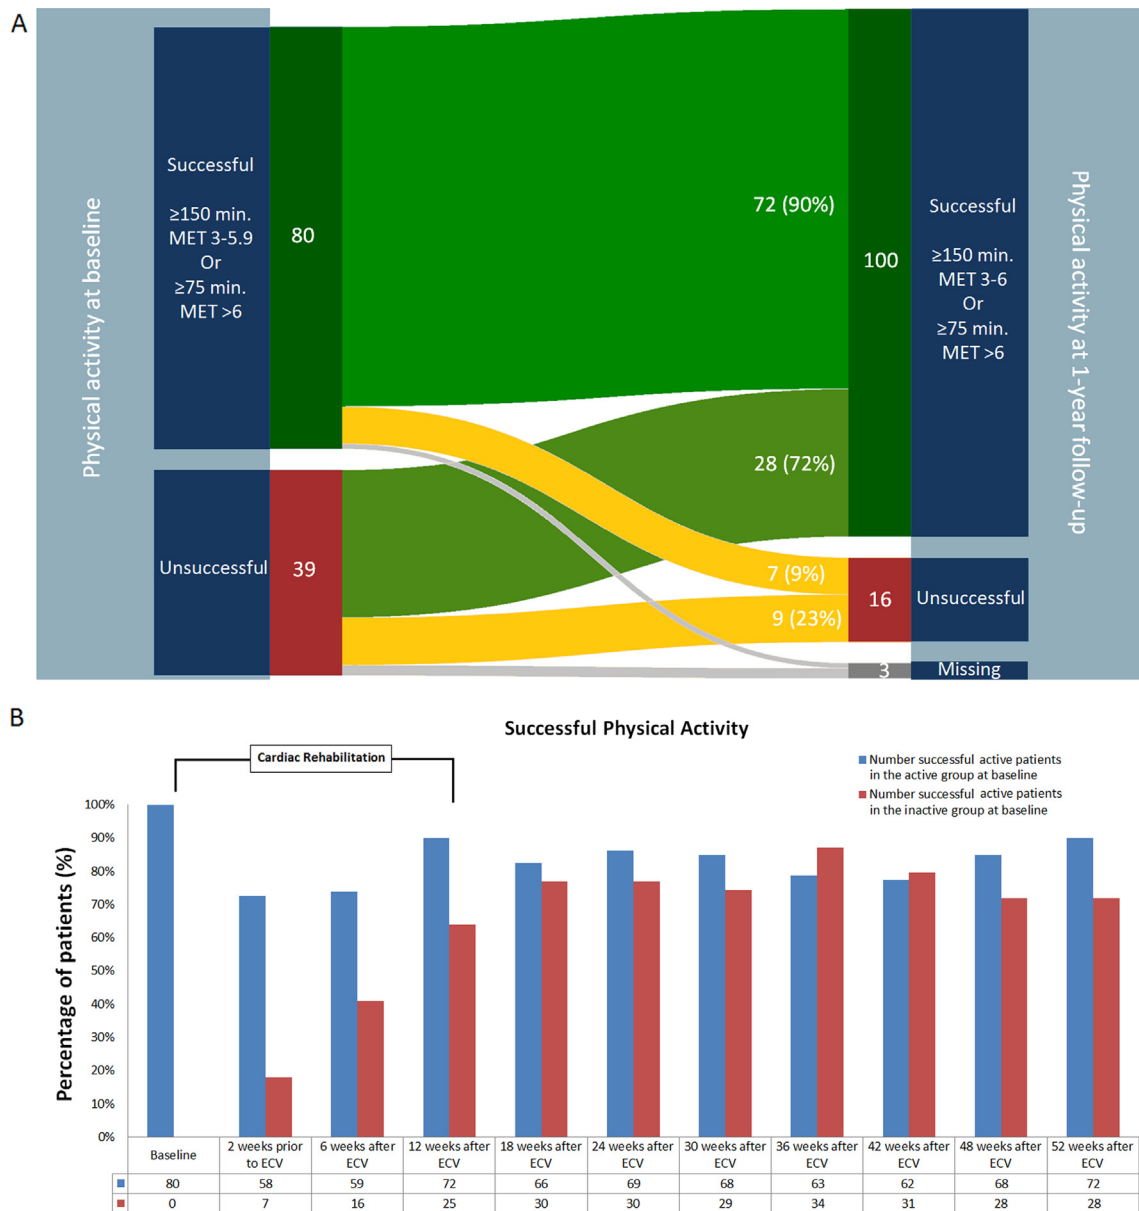 A
Physical activity at baseline
Successful
≥150 min.
MET 3-5.9
Or
≥75 min.
MET >6
80
Unsuccessful
39
72 (90%)
28 (72%)
7 (9%)
9 (23%)
100
16
3
Successful
≥150 min.
MET 3-6
Or
≥75 min.
MET >6
Unsuccessful
Missing
Physical activity at 1-year follow-up
B
Successful Physical Activity
Cardiac Rehabilitation
Number successful active patients
in the active group at baseline
Number successful active patients
in the inactive group at baseline
Percentage of patients (%)
100%
90%
80%
70%
60%
50%
40%
30%
20%
10%
0%
Baseline
2 weeks prior
to ECV
6 weeks after
ECV
12 weeks after
ECV
18 weeks after
ECV
24 weeks after
ECV
30 weeks after
ECV
36 weeks after
ECV
42 weeks after
ECV
48 weeks after
ECV
52 weeks after
ECV
80 58 59 72 66 69 68 63 62 68 72
0 7 16 25 30 30 29 34 31 28 28